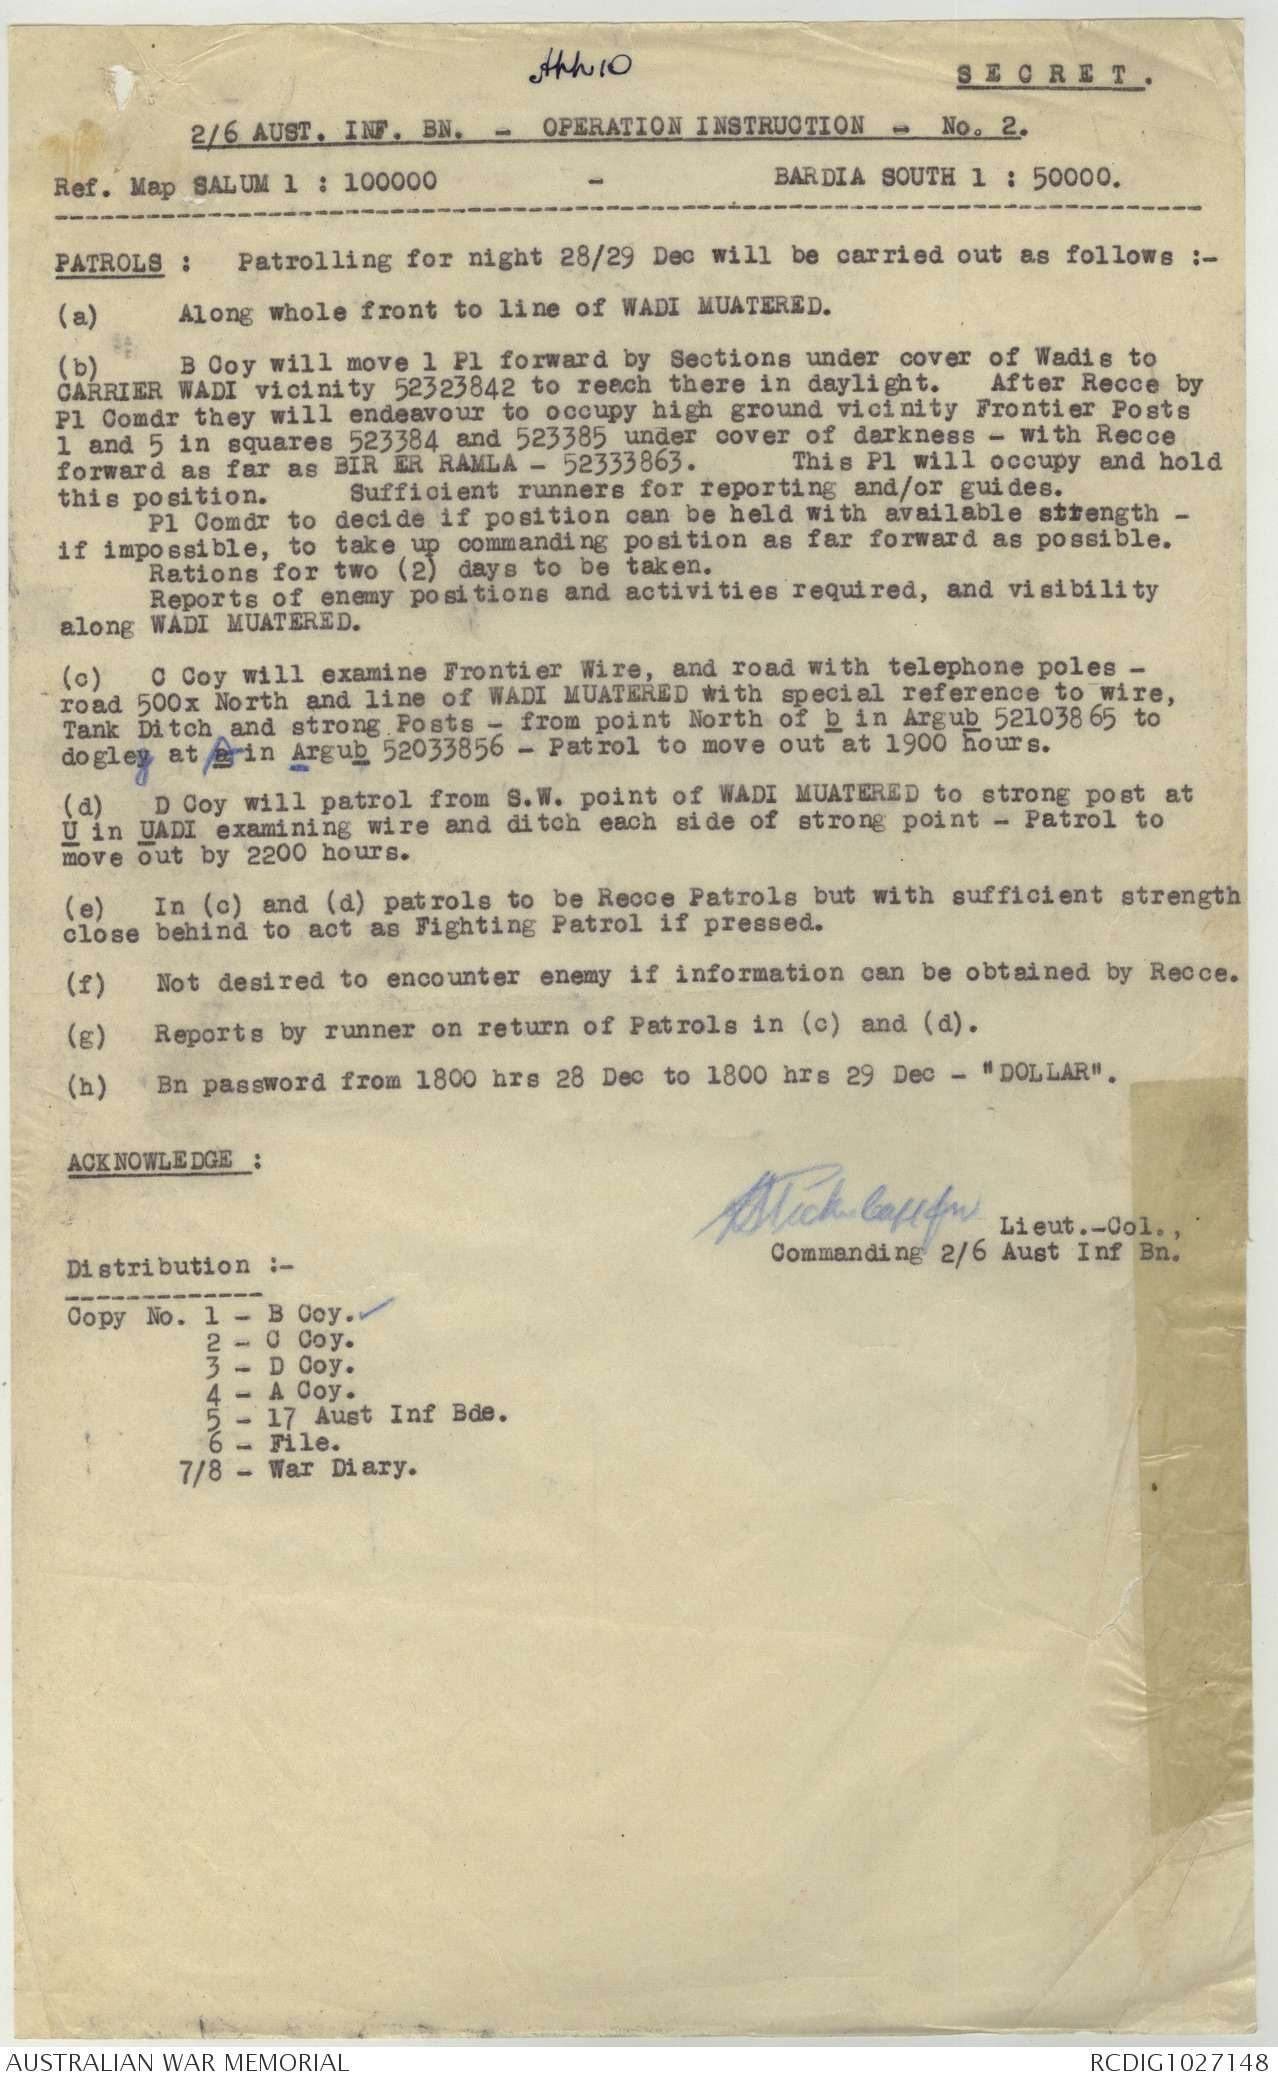 App 10
S E C R E T .
2/6 AUST. INF. BN. - OPERATION INSTRUCTION - No. 2.
Ref. Map SALUM 1 : 100000 - BARDIA SOUTH 1 : 50000.
PATROLS : Patrolling for night 28/29 Dec will be carried out as follows :-
(a) Along whole front to line of WADI MUATERED.
(b) B Coy will move 1 Pl forward by Sections under cover of Wadis to
CARRIER WADI vicinity 52323842 to reach there in daylight. After Recce by
Pl Comdr they will endeavour to occupy high ground vicinity Frontier Posts
1 and 5 in squares 523384 and 523385 under cover of darkness - with Recce
forward as far as BIR ER RAMLA - 52333863. This Pl will occupy and hold
this position. Sufficient runners for reporting and/or guides.
Pl Comdr to decide if position can be held with available strength -
if impossible, to take up commanding position as far forward as possible.
Rations for two (2) days to be taken.
Reports of enemy positions and activities required, and visibility
along WADI MUATERED.
(c) C Coy will examine Frontier Wire, and road with telephone poles -
road 500x North and line of WADI MUATERED with special reference to wire,
Tank Ditch and strong Posts - from point North of b in Argub 52103865 to
dogley at A in Argub 52033856 - Patrol to move out at 1900 hours.
(d) D Coy will patrol from S.W. point of WADI MUATERED to strong post at
U in UADI examining wire and ditch each side of strong point - Patrol to
move out by 2200 hours.
(e) In (c) and (d) patrols to be Recce Patrols but with sufficient strength
close behind to act as Fighting Patrol if pressed.
(f) Not desired to encounter enemy if information can be obtained by Recce.
(g) Reports by runner on return of Patrols in (c) and (d).
(h) Bn password from 1800 hrs 28 Dec to 1800 hrs 29 Dec - "DOLLAR".
ACKNOWLEDGE :
Lieut.-Col.,
Commanding 2/6 Aust Inf Bn.
Distribution :-
Copy No. 1 - B Coy.
2 - C Coy.
3 - D Coy.
4 - A Coy.
5 - 17 Aust Inf Bde.
6 - File.
7/8 - War Diary.
AUSTRALIAN WAR MEMORIAL
RCDIG1027148